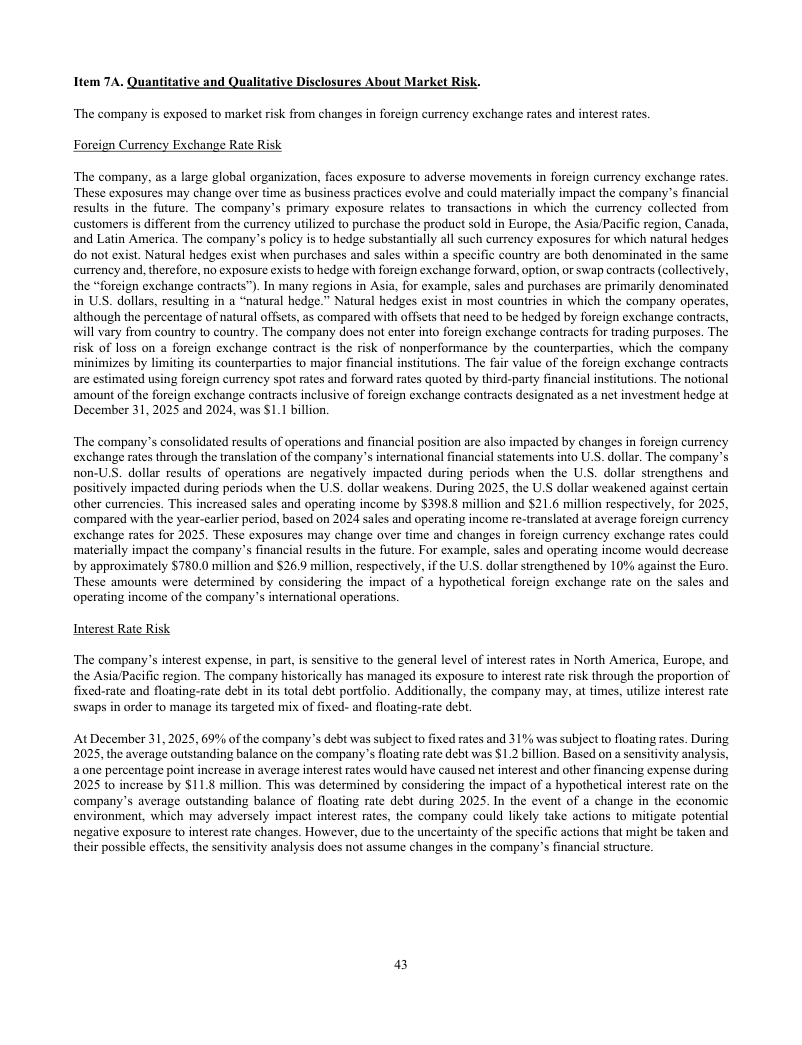 Item 7A. Quantitative and Qualitative Disclosures About Market Risk.
The company is exposed to market risk from changes in foreign currency exchange rates and interest rates.
Foreign Currency Exchange Rate Risk
The company, as a large global organization, faces exposure to adverse movements in foreign currency exchange rates.
These exposures may change over time as business practices evolve and could materially impact the company’s financial
results in the future. The company’s primary exposure relates to transactions in which the currency collected from
customers is different from the currency utilized to purchase the product sold in Europe, the Asia/Pacific region, Canada,
and Latin America. The company’s policy is to hedge substantially all such currency exposures for which natural hedges
do not exist. Natural hedges exist when purchases and sales within a specific country are both denominated in the same
currency and, therefore, no exposure exists to hedge with foreign exchange forward, option, or swap contracts (collectively,
the “foreign exchange contracts”). In many regions in Asia, for example, sales and purchases are primarily denominated
in U.S. dollars, resulting in a “natural hedge.” Natural hedges exist in most countries in which the company operates,
although the percentage of natural offsets, as compared with offsets that need to be hedged by foreign exchange contracts,
will vary from country to country. The company does not enter into foreign exchange contracts for trading purposes. The
risk of loss on a foreign exchange contract is the risk of nonperformance by the counterparties, which the company
minimizes by limiting its counterparties to major financial institutions. The fair value of the foreign exchange contracts
are estimated using foreign currency spot rates and forward rates quoted by third-party financial institutions. The notional
amount of the foreign exchange contracts inclusive of foreign exchange contracts designated as a net investment hedge at
December 31, 2025 and 2024, was $1.1 billion.
The company’s consolidated results of operations and financial position are also impacted by changes in foreign currency
exchange rates through the translation of the company’s international financial statements into U.S. dollar. The company’s
non-U.S. dollar results of operations are negatively impacted during periods when the U.S. dollar strengthens and
positively impacted during periods when the U.S. dollar weakens. During 2025, the U.S dollar weakened against certain
other currencies. This increased sales and operating income by $398.8 million and $21.6 million respectively, for 2025,
compared with the year-earlier period, based on 2024 sales and operating income re-translated at average foreign currency
exchange rates for 2025. These exposures may change over time and changes in foreign currency exchange rates could
materially impact the company’s financial results in the future. For example, sales and operating income would decrease
by approximately $780.0 million and $26.9 million, respectively, if the U.S. dollar strengthened by 10% against the Euro.
These amounts were determined by considering the impact of a hypothetical foreign exchange rate on the sales and
operating income of the company’s international operations.
Interest Rate Risk
The company’s interest expense, in part, is sensitive to the general level of interest rates in North America, Europe, and
the Asia/Pacific region. The company historically has managed its exposure to interest rate risk through the proportion of
fixed-rate and floating-rate debt in its total debt portfolio. Additionally, the company may, at times, utilize interest rate
swaps in order to manage its targeted mix of fixed- and floating-rate debt.
At December 31, 2025, 69% of the company’s debt was subject to fixed rates and 31% was subject to floating rates. During
2025, the average outstanding balance on the company’s floating rate debt was $1.2 billion. Based on a sensitivity analysis,
a one percentage point increase in average interest rates would have caused net interest and other financing expense during
2025 to increase by $11.8 million. This was determined by considering the impact of a hypothetical interest rate on the
company’s average outstanding balance of floating rate debt during 2025. In the event of a change in the economic
environment, which may adversely impact interest rates, the company could likely take actions to mitigate potential
negative exposure to interest rate changes. However, due to the uncertainty of the specific actions that might be taken and
their possible effects, the sensitivity analysis does not assume changes in the company’s financial structure.
43